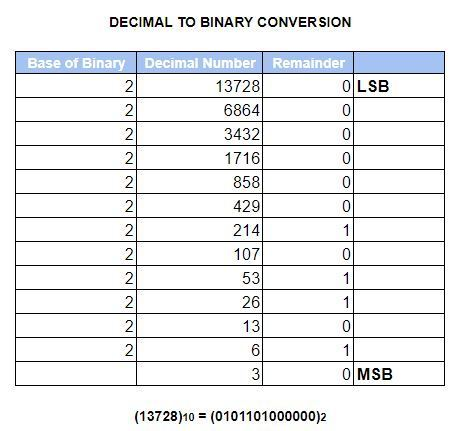 DECIMAL TO BINARY CONVERSION
Base of Binary Decimal Number Remainder
2 13728 0 LSB
2 6864 0
2 3432 0
2 1716 0
2 858 0
2 429 0
2 214 1
2 107 0
2 53 1
2 26 1
2 13 0
2 6 1
3 0 MSB
(13728)10 = (0101101000000)2